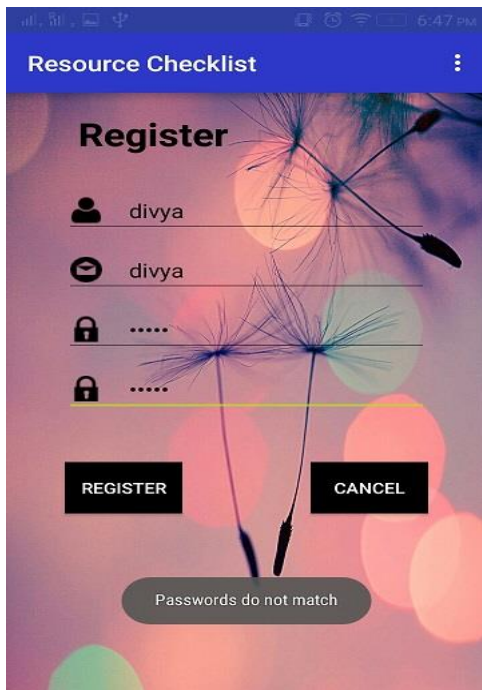 6:47 PM
Resource Checklist
Register
divya
divya
•••••
•••••
REGISTER
CANCEL
Passwords do not match